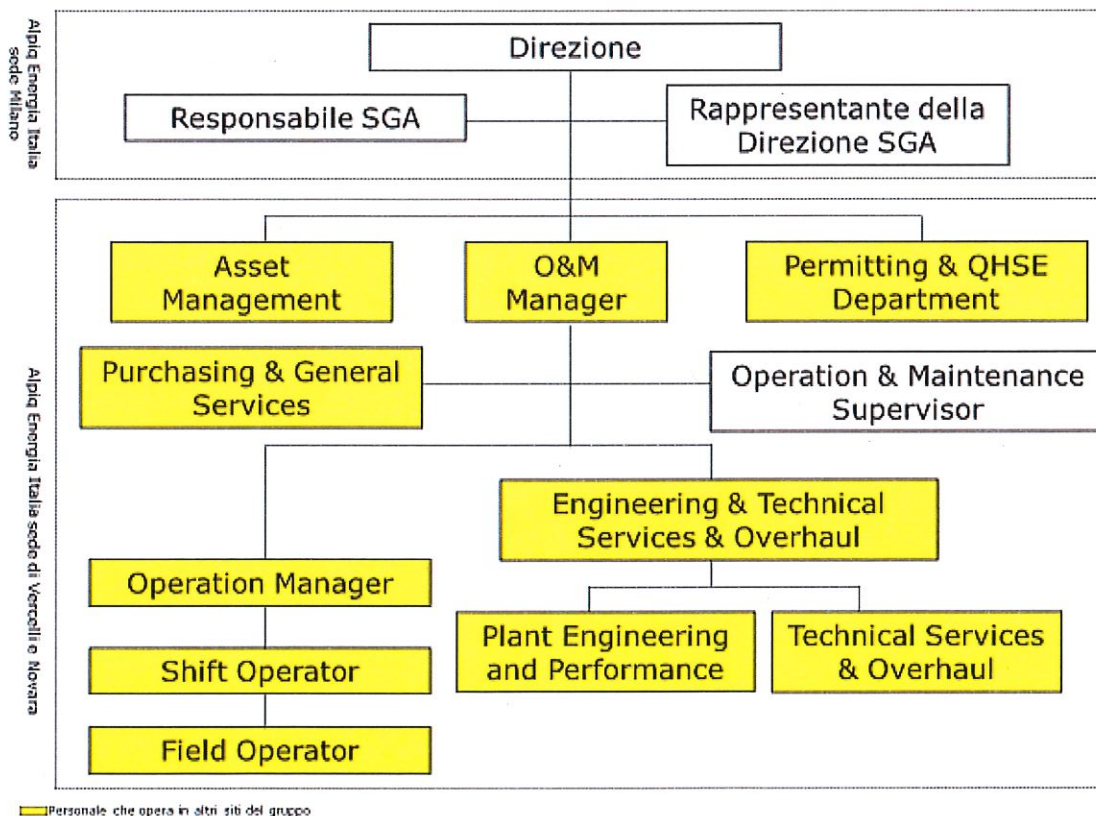 Alpiq Energia Italia
sede Milano
Direzione
Responsabile SGA
Rappresentante della
Direzione SGA
Alpiq Energia Italia sede di Vercelli e Novara
Asset
Management
O&M
Manager
Permitting & QHSE
Department
Purchasing & General
Services
Operation & Maintenance
Supervisor
Engineering & Technical
Services & Overhaul
Operation Manager
Plant Engineering
and Performance
Technical Services
& Overhaul
Shift Operator
Field Operator
Personale che opera in altri siti del gruppo